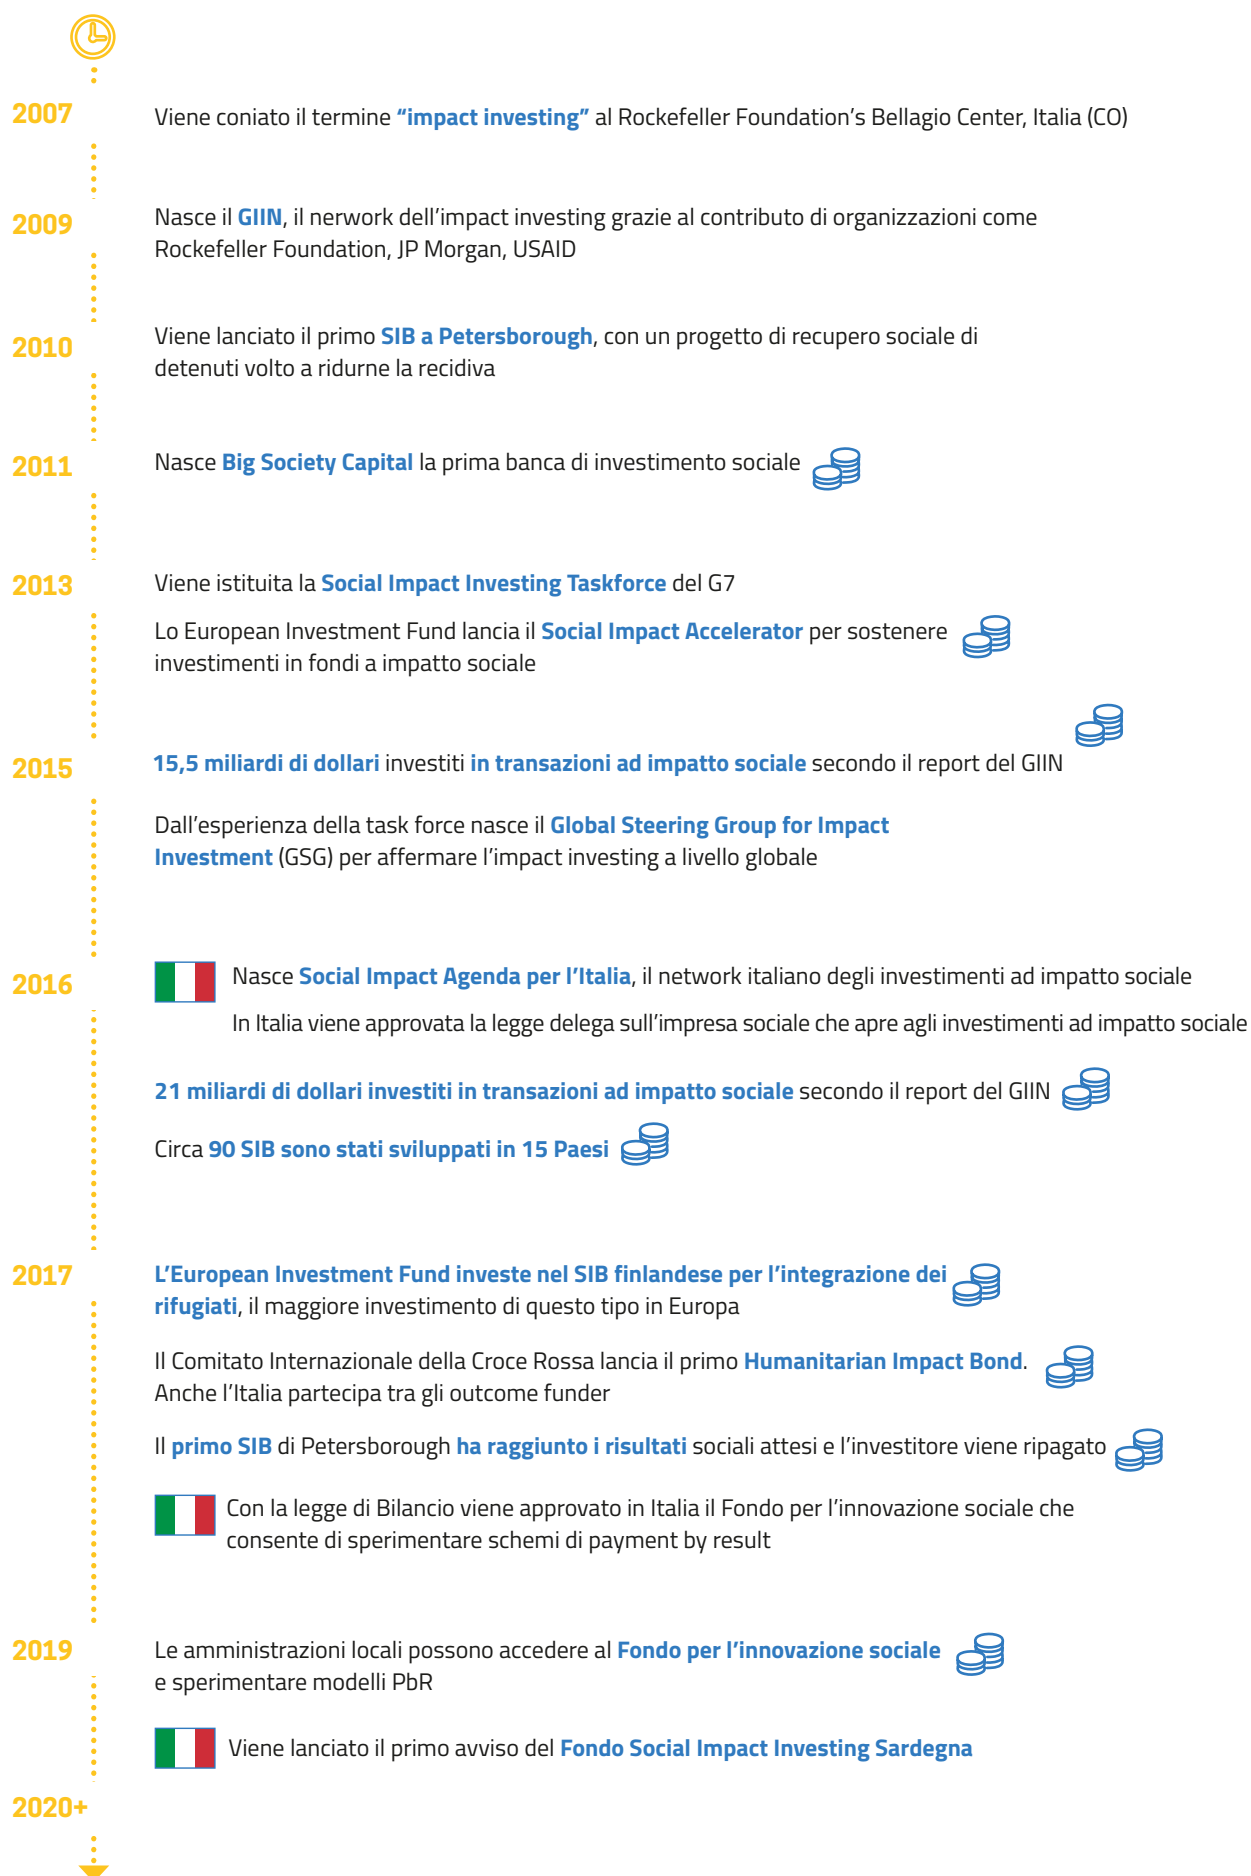 2007
Viene coniato il termine “impact investing” al Rockefeller Foundation’s Bellagio Center, Italia (CO)
2009
Nasce il GIIN, il nerwork dell’impact investing grazie al contributo di organizzazioni come
Rockefeller Foundation, JP Morgan, USAID
2010
Viene lanciato il primo SIB a Petersborough, con un progetto di recupero sociale di
detenuti volto a ridurne la recidiva
2011
Nasce Big Society Capital la prima banca di investimento sociale
2013
Viene istituita la Social Impact Investing Taskforce del G7
Lo European Investment Fund lancia il Social Impact Accelerator per sostenere
investimenti in fondi a impatto sociale
2015
15,5 miliardi di dollari investiti in transazioni ad impatto sociale secondo il report del GIIN
Dall’esperienza della task force nasce il Global Steering Group for Impact
Investment (GSG) per affermare l’impact investing a livello globale
2016
Nasce Social Impact Agenda per l’Italia, il network italiano degli investimenti ad impatto sociale
In Italia viene approvata la legge delega sull’impresa sociale che apre agli investimenti ad impatto sociale
21 miliardi di dollari investiti in transazioni ad impatto sociale secondo il report del GIIN
Circa 90 SIB sono stati sviluppati in 15 Paesi
2017
L’European Investment Fund investe nel SIB finlandese per l’integrazione dei
rifugiati, il maggiore investimento di questo tipo in Europa
Il Comitato Internazionale della Croce Rossa lancia il primo Humanitarian Impact Bond.
Anche l’Italia partecipa tra gli outcome funder
Il primo SIB di Petersborough ha raggiunto i risultati sociali attesi e l’investitore viene ripagato
Con la legge di Bilancio viene approvato in Italia il Fondo per l’innovazione sociale che
consente di sperimentare schemi di payment by result
2019
Le amministrazioni locali possono accedere al Fondo per l’innovazione sociale
e sperimentare modelli PbR
Viene lanciato il primo avviso del Fondo Social Impact Investing Sardegna
2020+